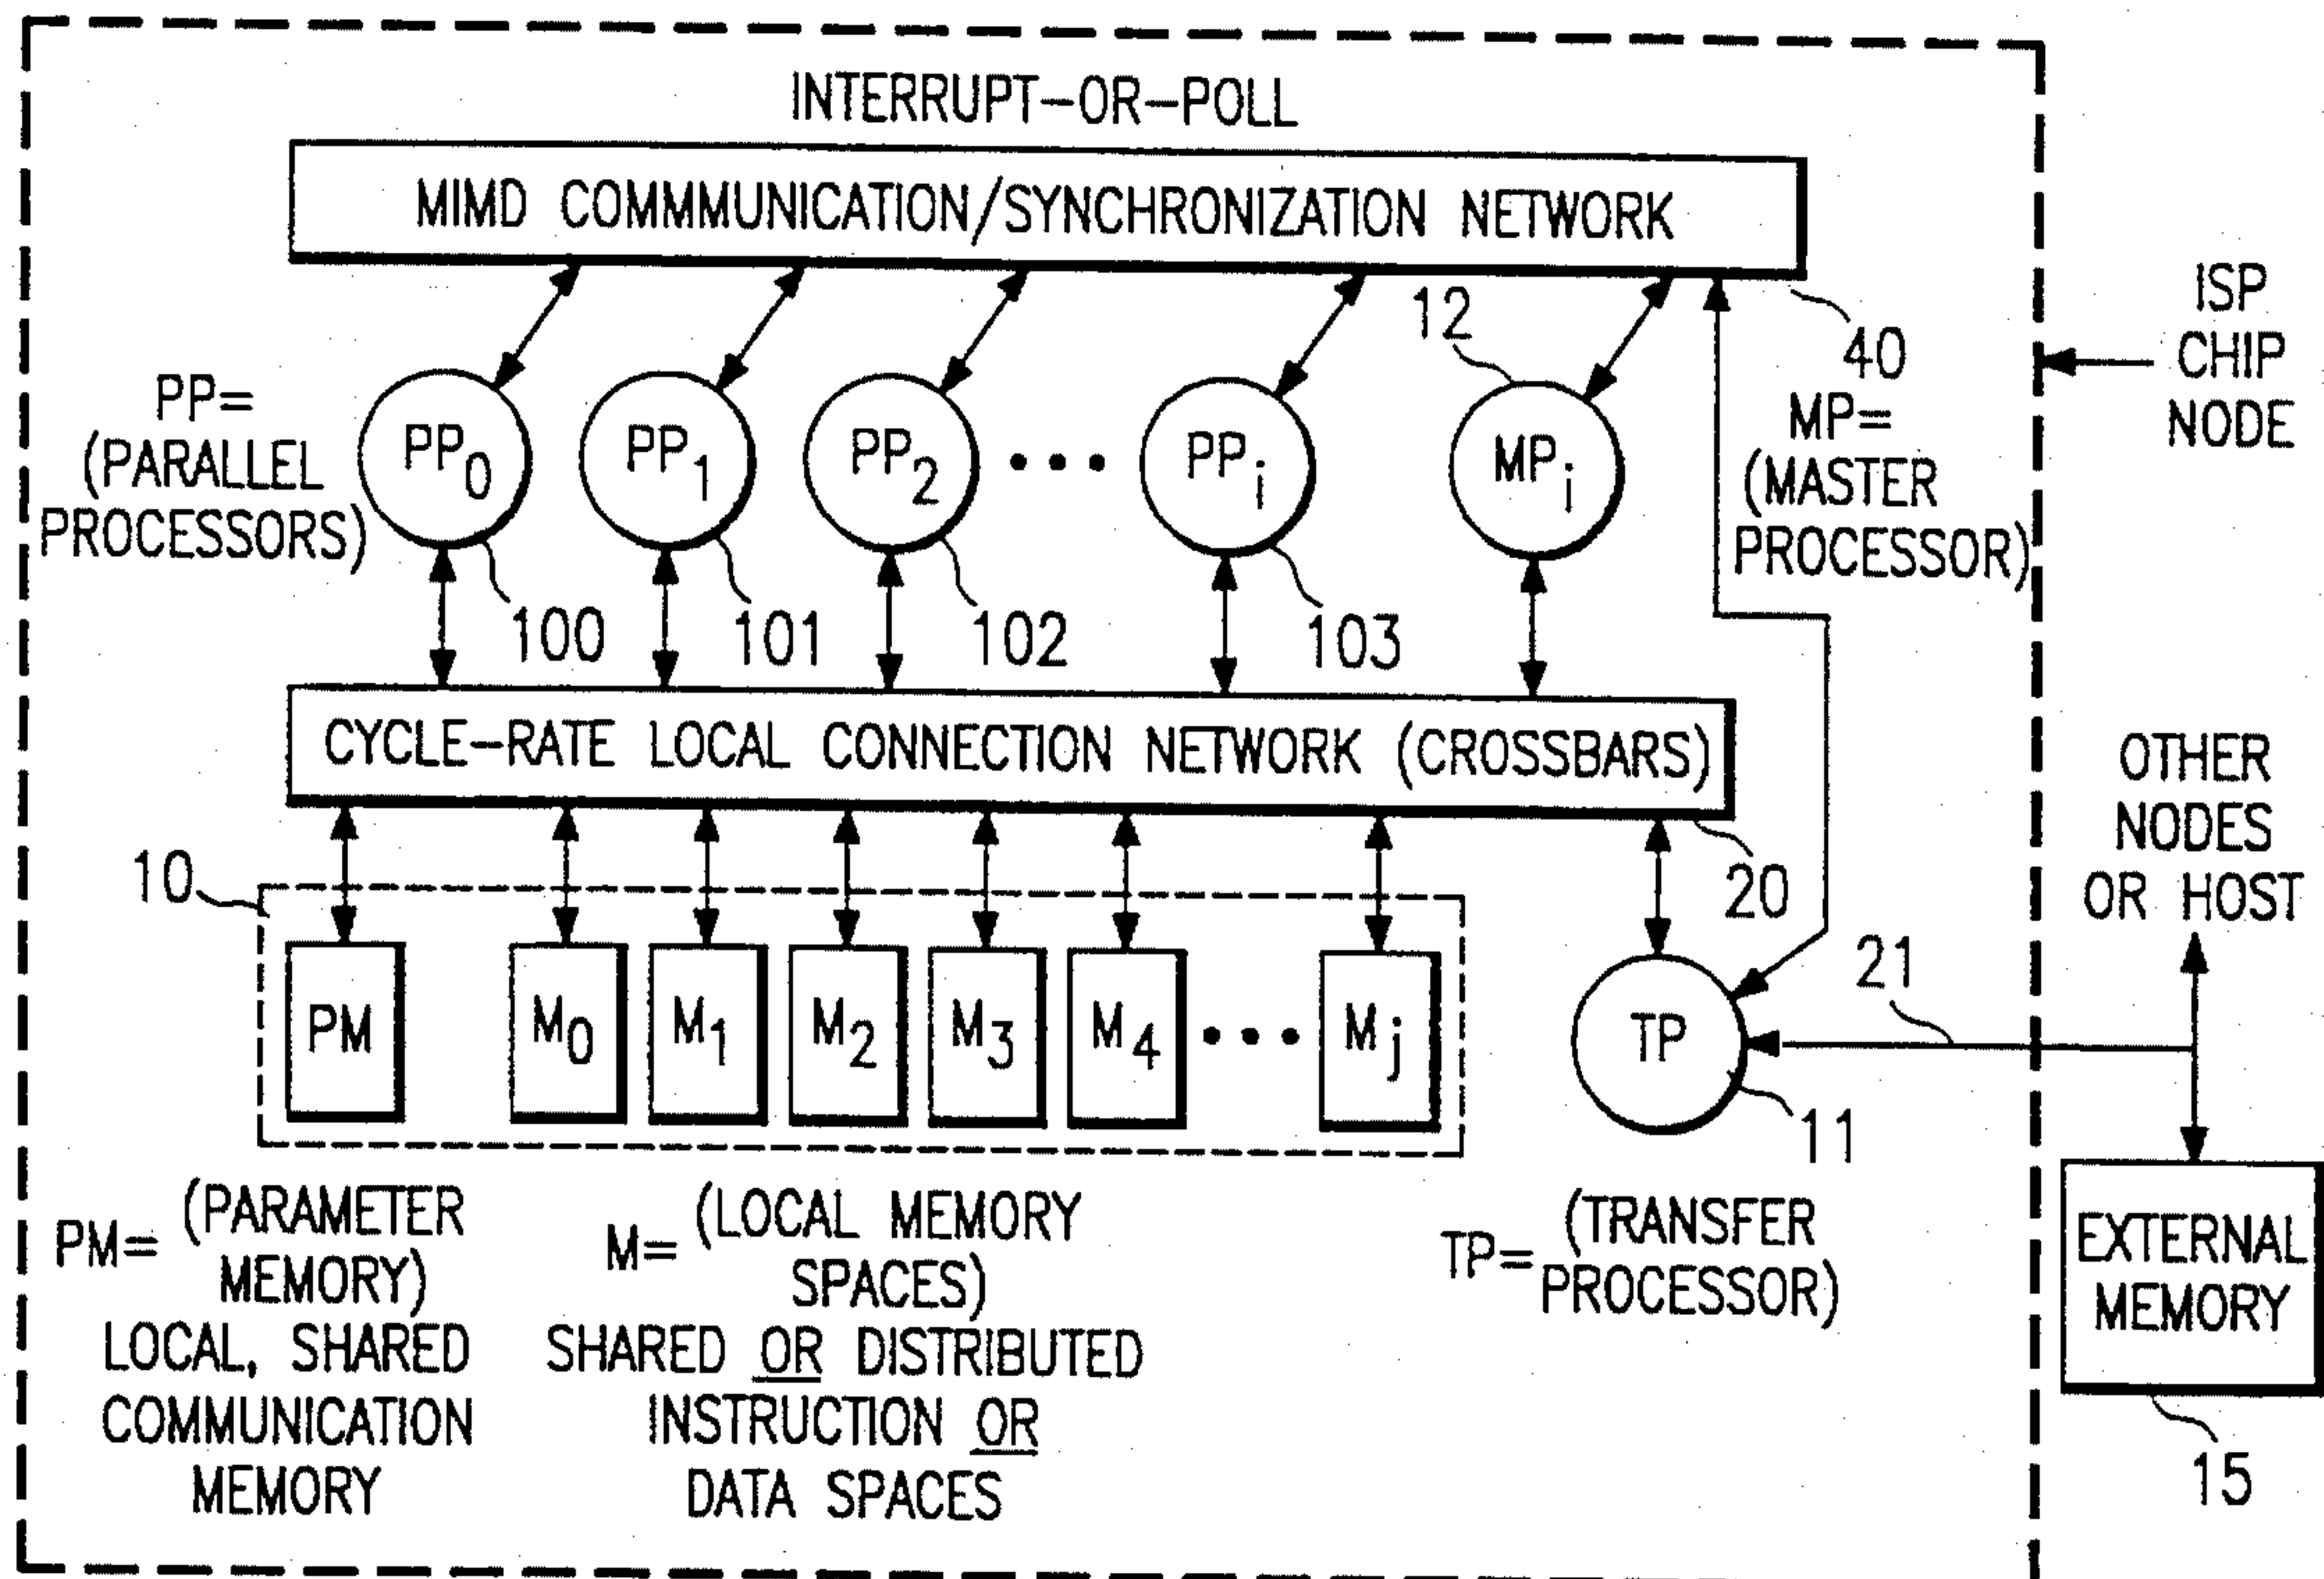 INTERRUPT-OR-POLL
MIMD COMMMUNICATION/SYNCHRONIZATION NETWORK
40
12
ISP
CHIP
NODE
PP=
(PARALLEL
PROCESSORS)
PP0
PP1
PP2
•••
PPi
MPi
MP=
(MASTER
PROCESSOR)
100
101
102
103
CYCLE-RATE LOCAL CONNECTION NETWORK (CROSSBARS)
20
OTHER
NODES
OR HOST
10
21
PM
M0
M1
M2
M3
M4
•••
Mj
TP
11
PM= (PARAMETER
MEMORY)
LOCAL, SHARED
COMMUNICATION
MEMORY
M= (LOCAL MEMORY
SPACES)
SHARED OR DISTRIBUTED
INSTRUCTION OR
DATA SPACES
TP= (TRANSFER
PROCESSOR)
EXTERNAL
MEMORY
15